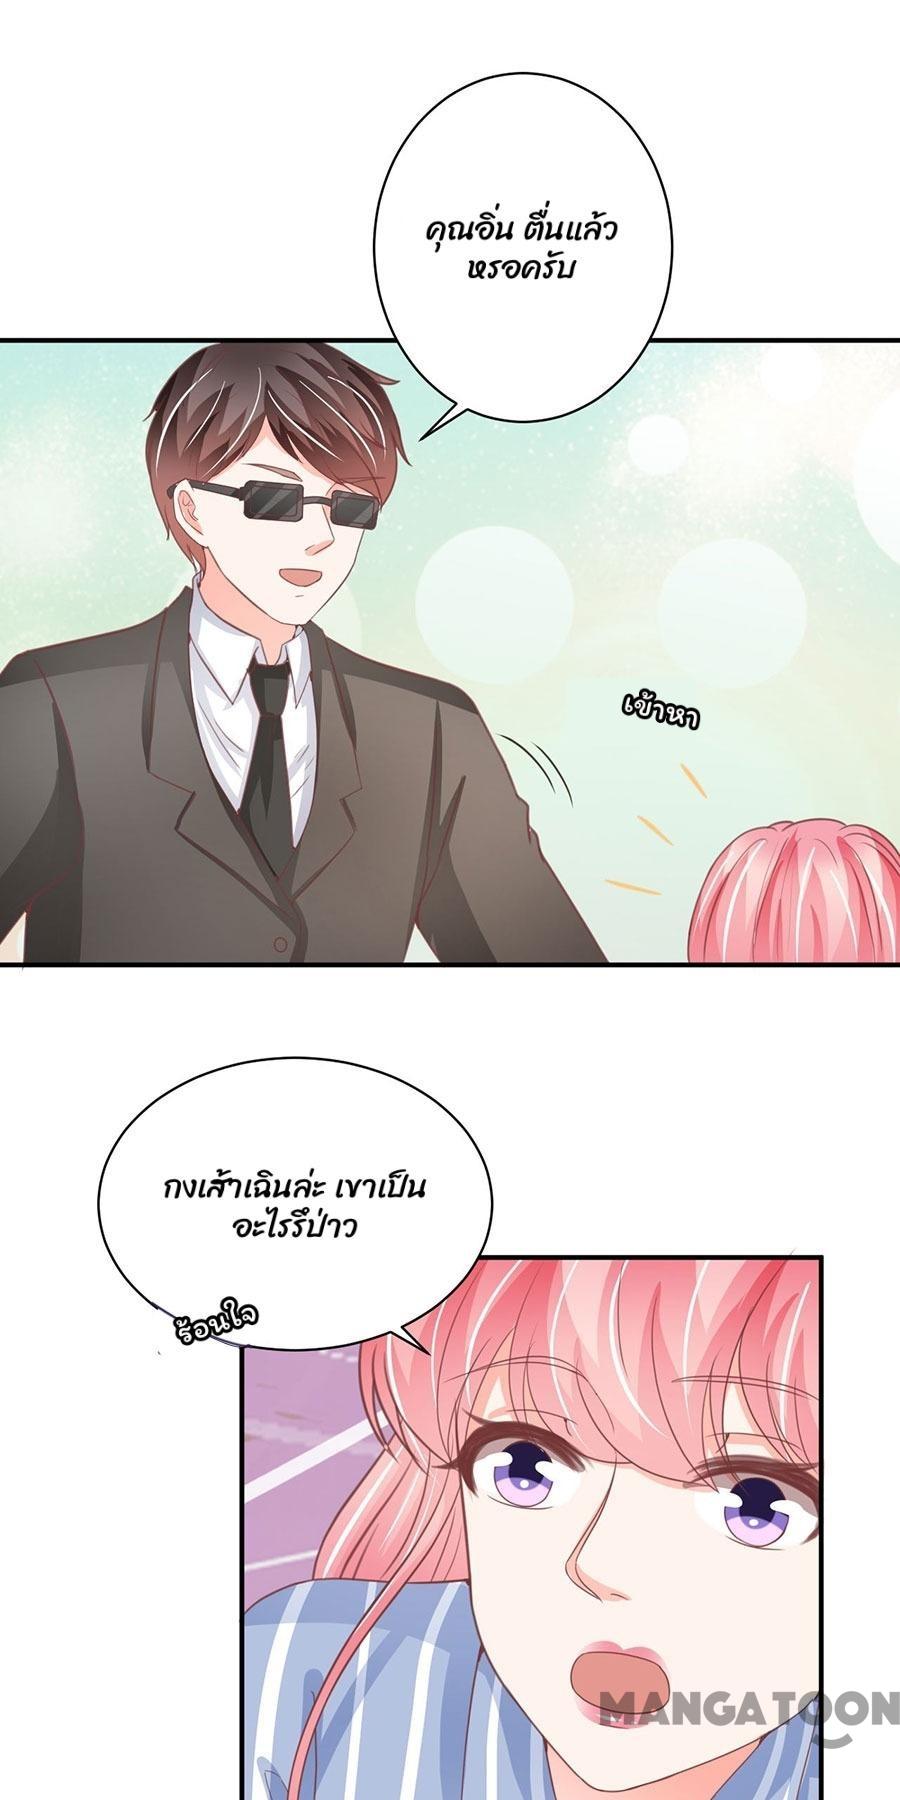 คุณอิ่น ตื่นแล้ว
หรอครับ
เข้าหา
กงเส้าเฉินล่ะ เขาเป็น
อะไรรึป่าว
ร้อนใจ
MANGATOON